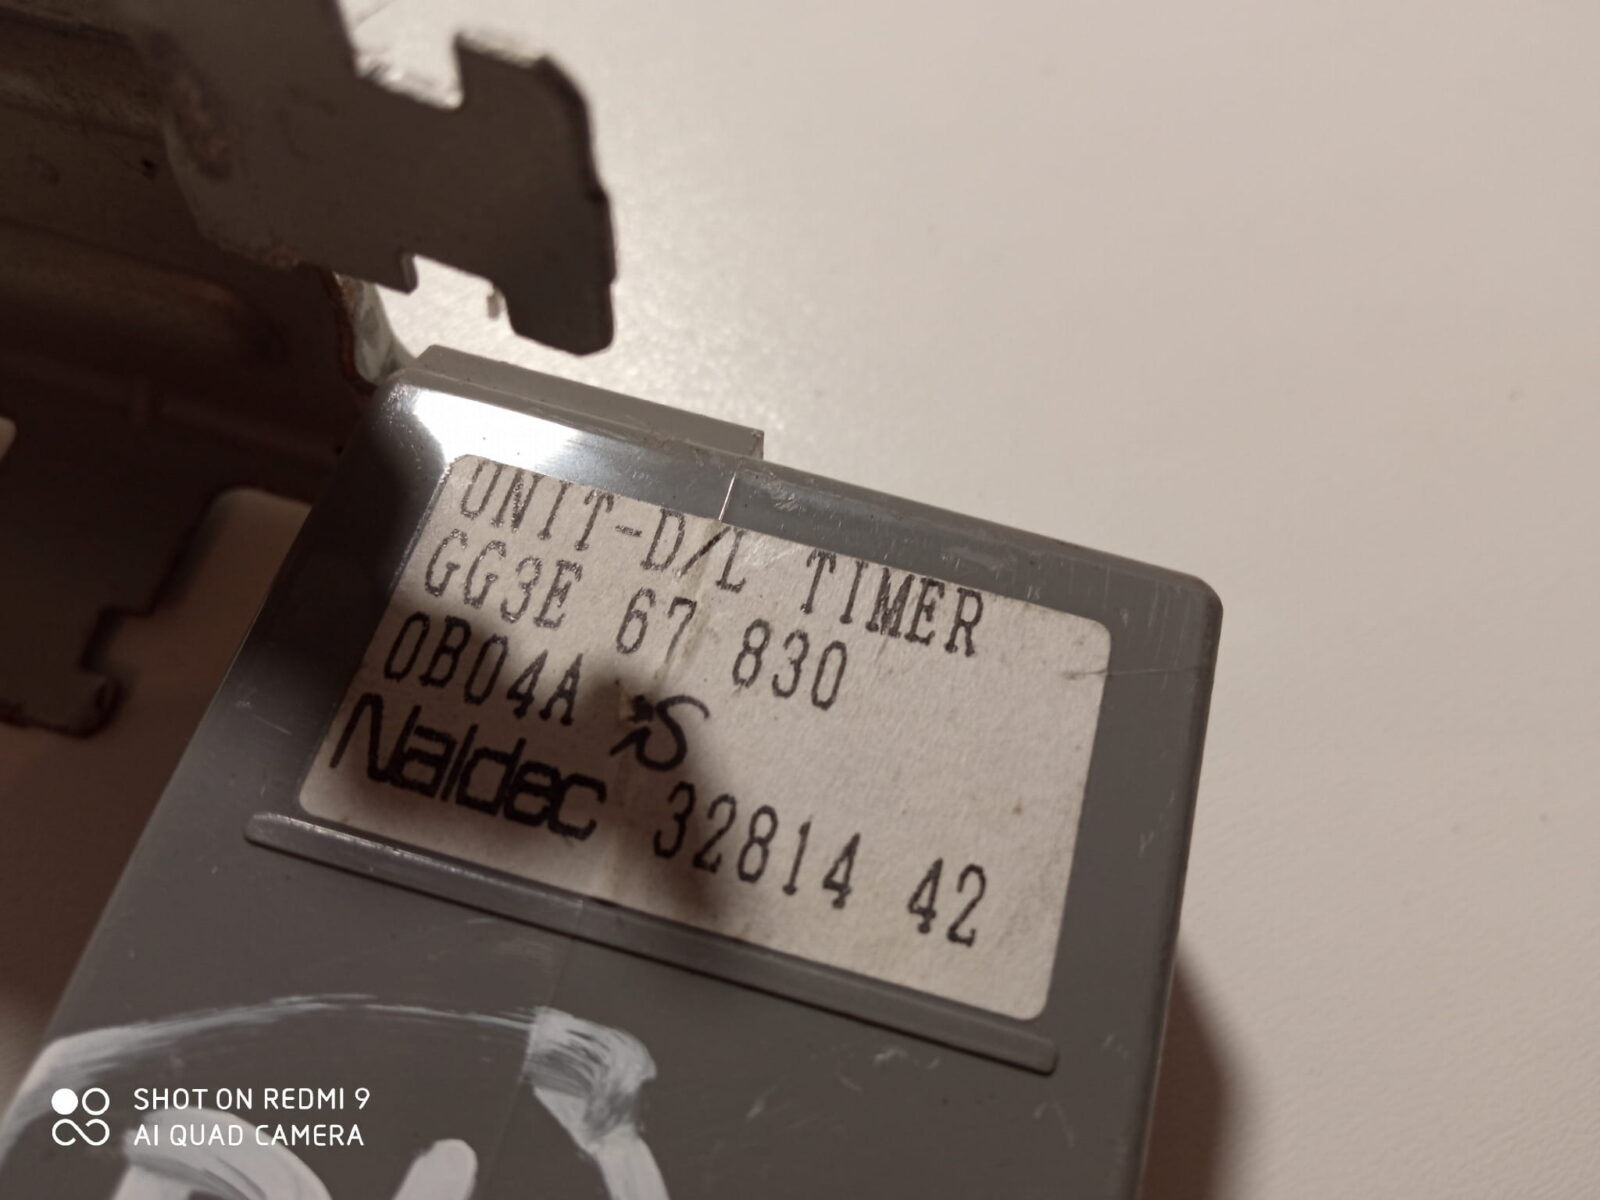 UNIT-D/L TIMER
GG3E 67 830
0B04A S
Naldec 32814 42
SHOT ON REDMI 9
AI QUAD CAMERA